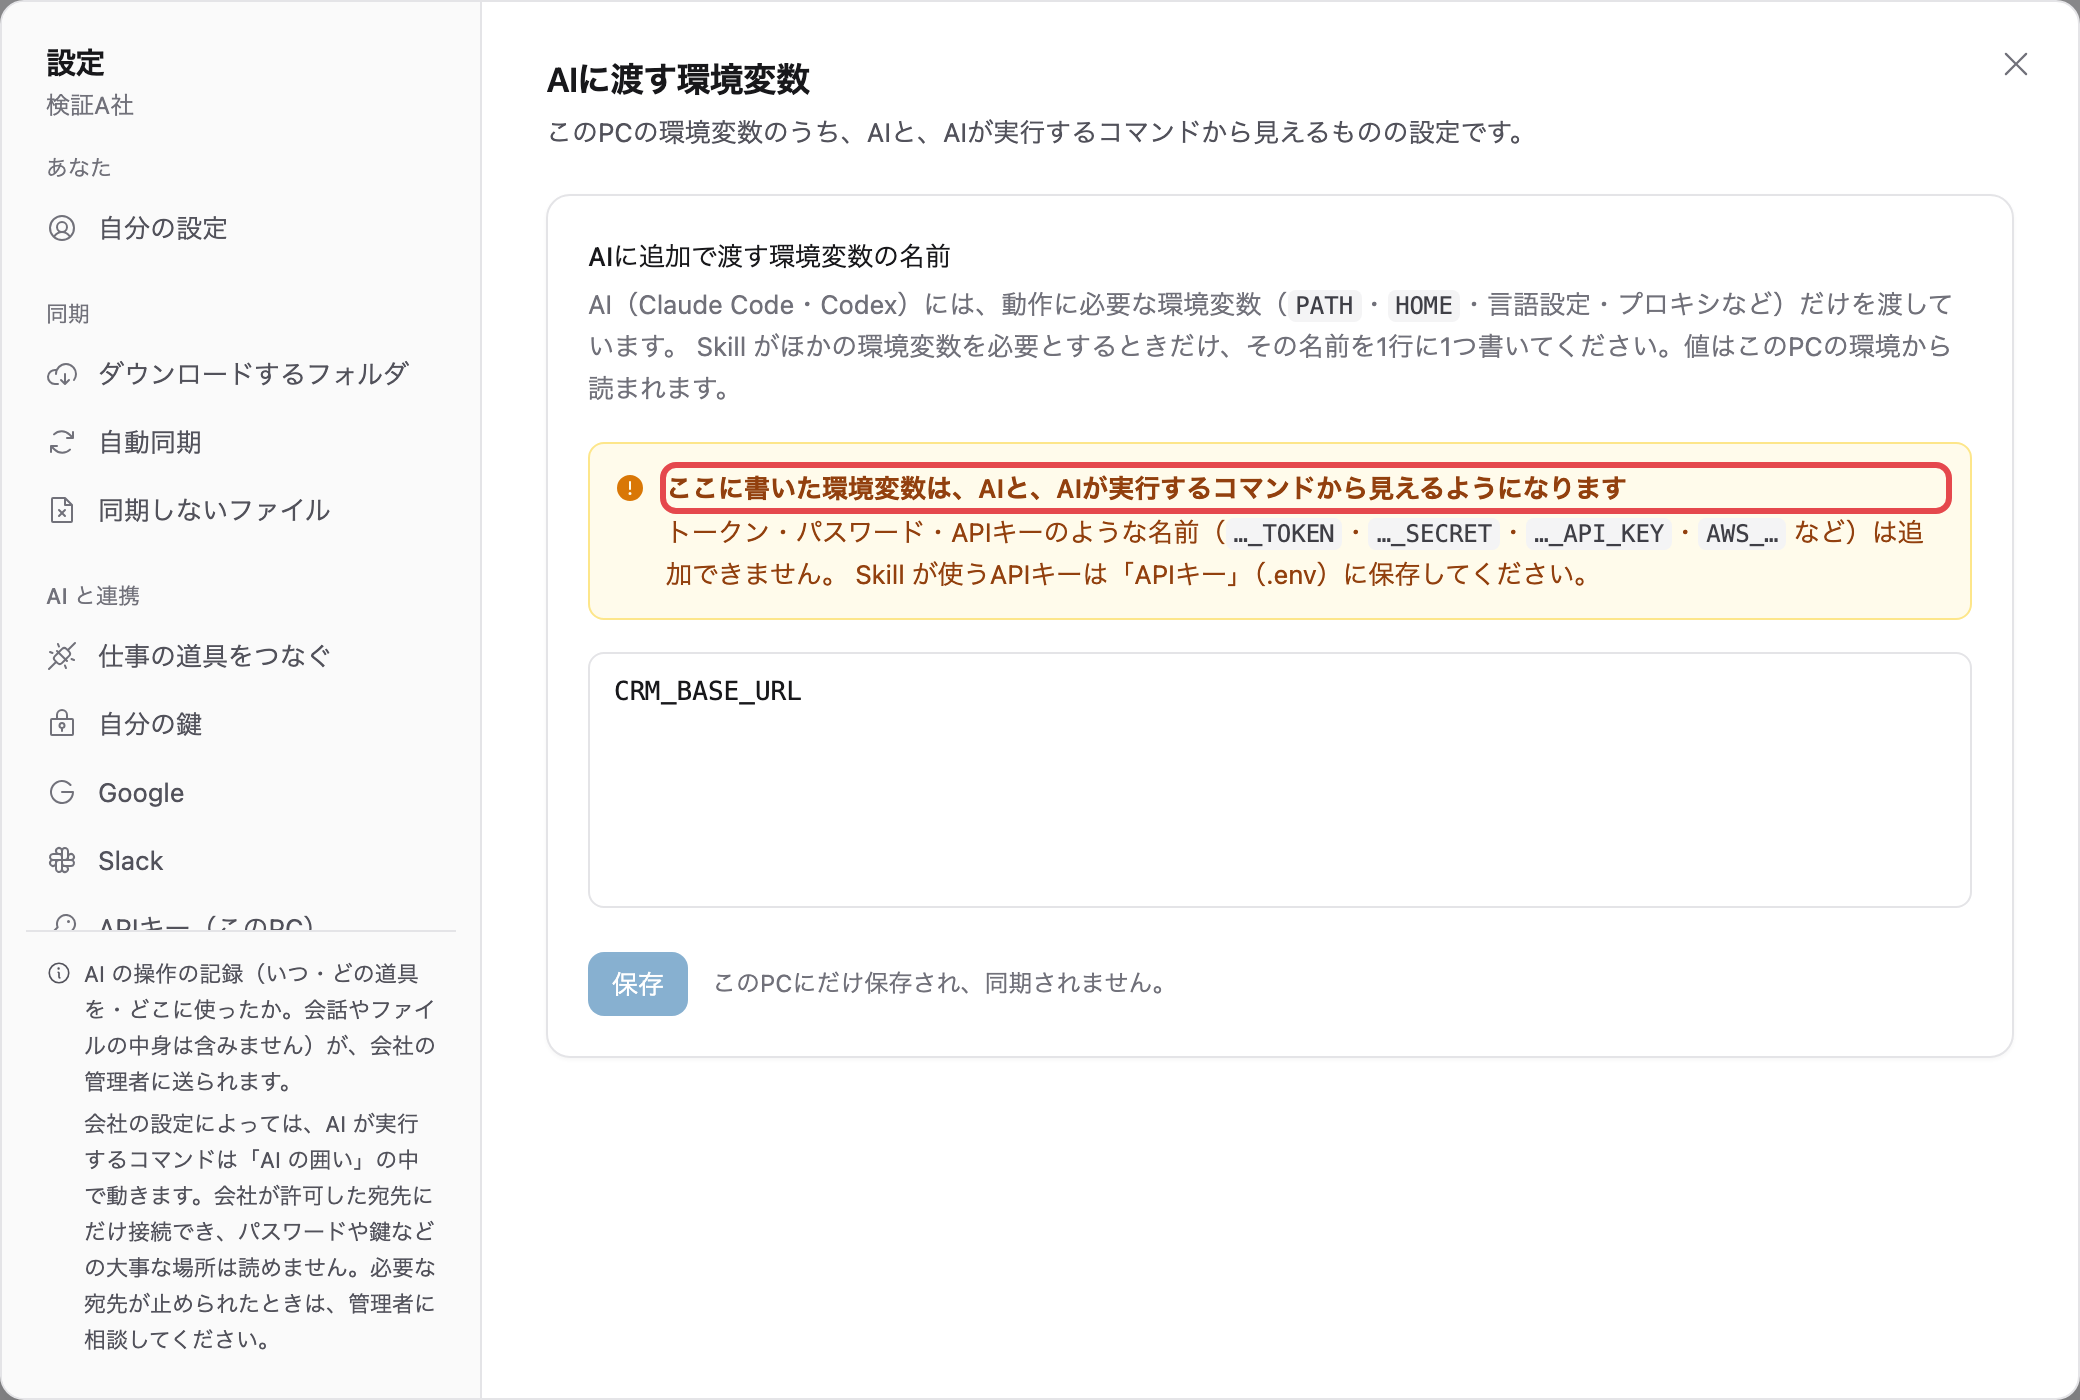 設定
検証A社
あなた
自分の設定
同期
ダウンロードするフォルダ
自動同期
同期しないファイル
AI と連携
仕事の道具をつなぐ
自分の鍵
Google
Slack
APIキー（このPC）
AI の操作の記録（いつ・どの道具
を・どこに使ったか。会話やファイ
ルの中身は含みません）が、会社の
管理者に送られます。
会社の設定によっては、AI が実行
するコマンドは「AI の囲い」の中
で動きます。会社が許可した宛先に
だけ接続でき、パスワードや鍵など
の大事な場所は読めません。必要な
宛先が止められたときは、管理者に
相談してください。
AIに渡す環境変数
このPCの環境変数のうち、AIと、AIが実行するコマンドから見えるものの設定です。
AIに追加で渡す環境変数の名前
AI（Claude Code・Codex）には、動作に必要な環境変数（PATH・HOME・言語設定・プロキシなど）だけを渡して
います。 Skill がほかの環境変数を必要とするときだけ、その名前を1行に1つ書いてください。値はこのPCの環境から
読まれます。
ここに書いた環境変数は、AIと、AIが実行するコマンドから見えるようになります
トークン・パスワード・APIキーのような名前（…_TOKEN・…_SECRET・…_API_KEY・AWS_… など）は追
加できません。 Skill が使うAPIキーは「APIキー」（.env）に保存してください。
CRM_BASE_URL
保存
このPCにだけ保存され、同期されません。